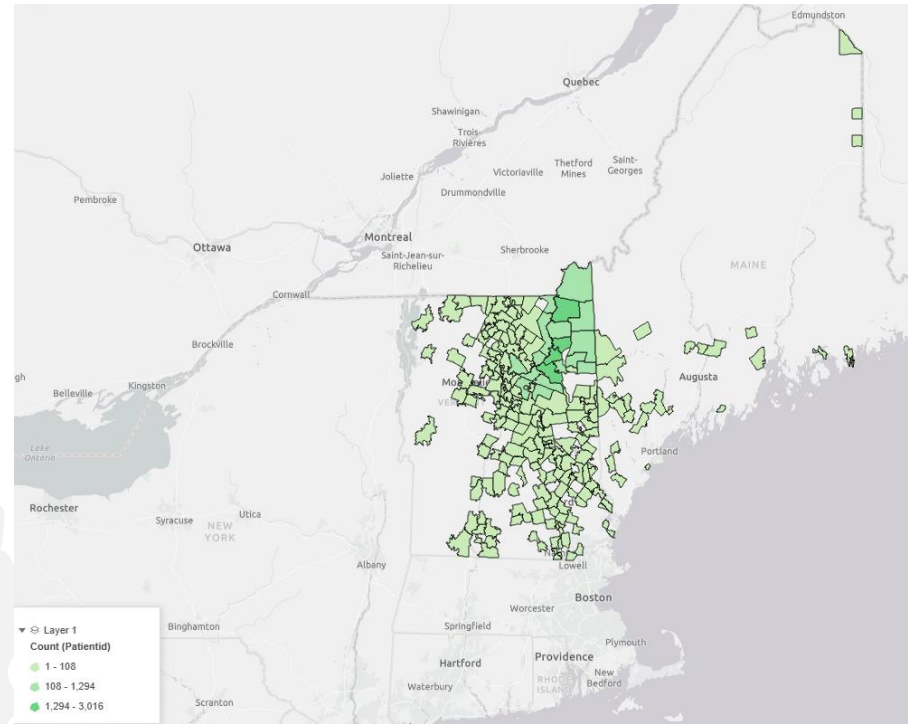 Edmundston
Quebec
Shawinigan
Trois-
Rivières
Thetford
Mines
Saint-
Georges
Victoriaville
Joliette
Drummondville
Pembroke
Montreal
Ottawa
Sherbrooke
Saint-Jean-sur-
Richelieu
MAINE
Cornwall
Brockville
Augusta
Kingston
Belleville
Portland
Lake
Ontario
Rochester
Syracuse
Utica
NEW
YORK
Albany
Lowell
Boston
Worcester
Binghamton
Springfield
Plymouth
Hartford
Providence
New
Bedford
RHODE
ISLAND
Waterbury
Scranton
Layer 1
Count (Patientid)
1 - 108
108 - 1,294
1,294 - 3,016